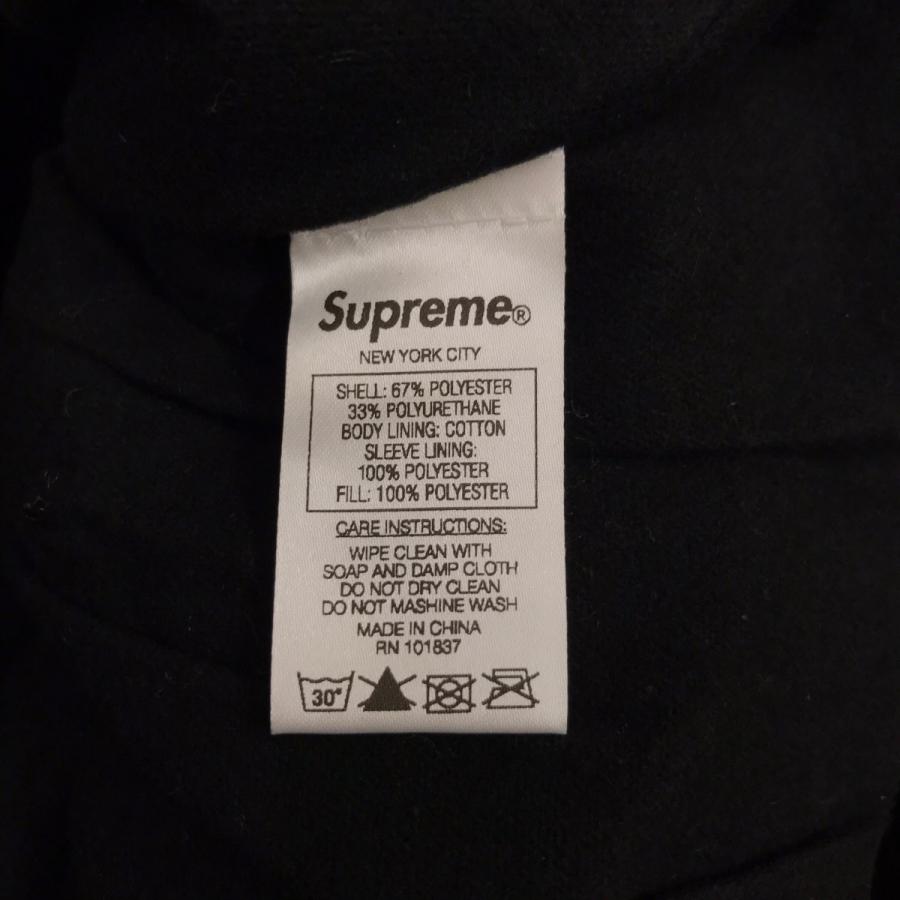 Supreme®
NEW YORK CITY
SHELL: 67% POLYESTER
33% POLYURETHANE
BODY LINING: COTTON
SLEEVE LINING:
100% POLYESTER
FILL: 100% POLYESTER
CARE INSTRUCTIONS:
WIPE CLEAN WITH
SOAP AND DAMP CLOTH
DO NOT DRY CLEAN
DO NOT MASHINE WASH
MADE IN CHINA
RN 101837
30°